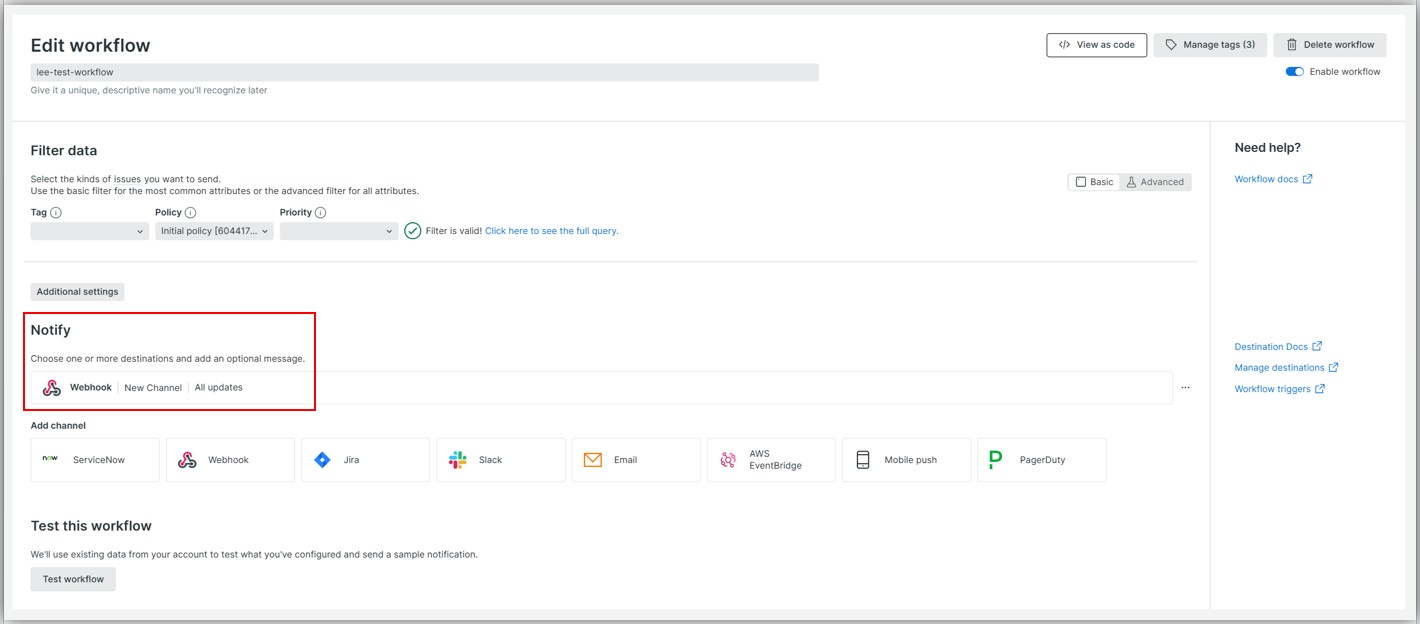 Edit workflow
View as code
Manage tags (3)
Delete workflow
lee-test-workflow
Enable workflow
Give it a unique, descriptive name you'll recognize later
Filter data
Need help?
Select the kinds of issues you want to send.
Use the basic filter for the most common attributes or the advanced filter for all attributes.
Basic
Advanced
Workflow docs
Tag
Policy
Priority
Initial policy [604417...
Filter is valid! Click here to see the full query.
Additional settings
Notify
Choose one or more destinations and add an optional message.
Webhook
New Channel
All updates
...
Destination Docs
Manage destinations
Workflow triggers
Add channel
now
ServiceNow
Webhook
Jira
Slack
Email
AWS
EventBridge
Mobile push
PagerDuty
Test this workflow
We'll use existing data from your account to test what you've configured and send a sample notification.
Test workflow